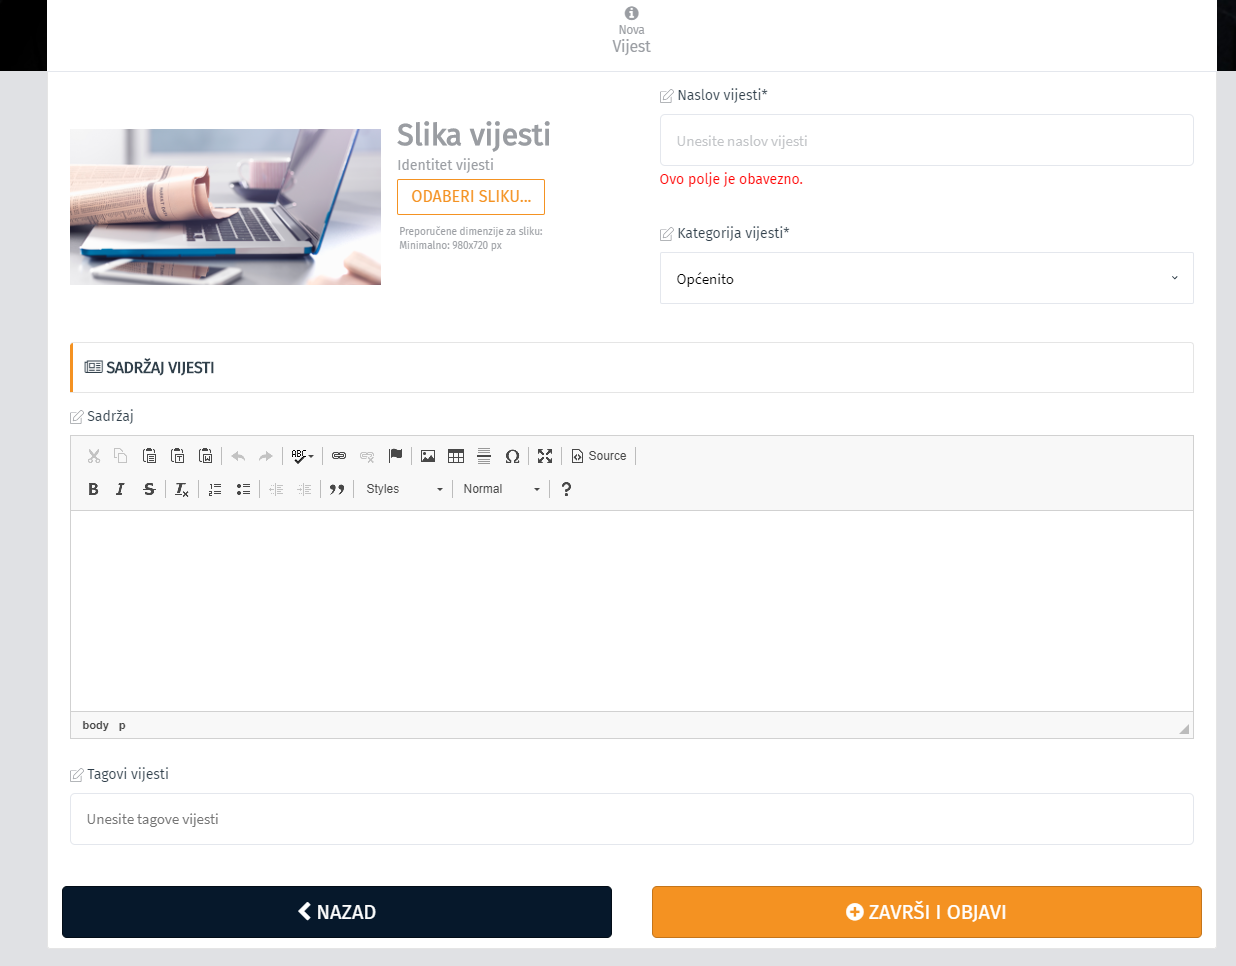 Nova
Vijest
Slika vijesti
Identitet vijesti
ODABERI SLIKU...
Preporučene dimenzije za sliku:
Minimalno: 980x720 px
Naslov vijesti*
Unesite naslov vijesti
Ovo polje je obavezno.
Kategorija vijesti*
Općenito
SADRŽAJ VIJESTI
Sadržaj
Source
Styles
Normal
body p
Tagovi vijesti
Unesite tagove vijesti
NAZAD
ZAVRŠI I OBJAVI